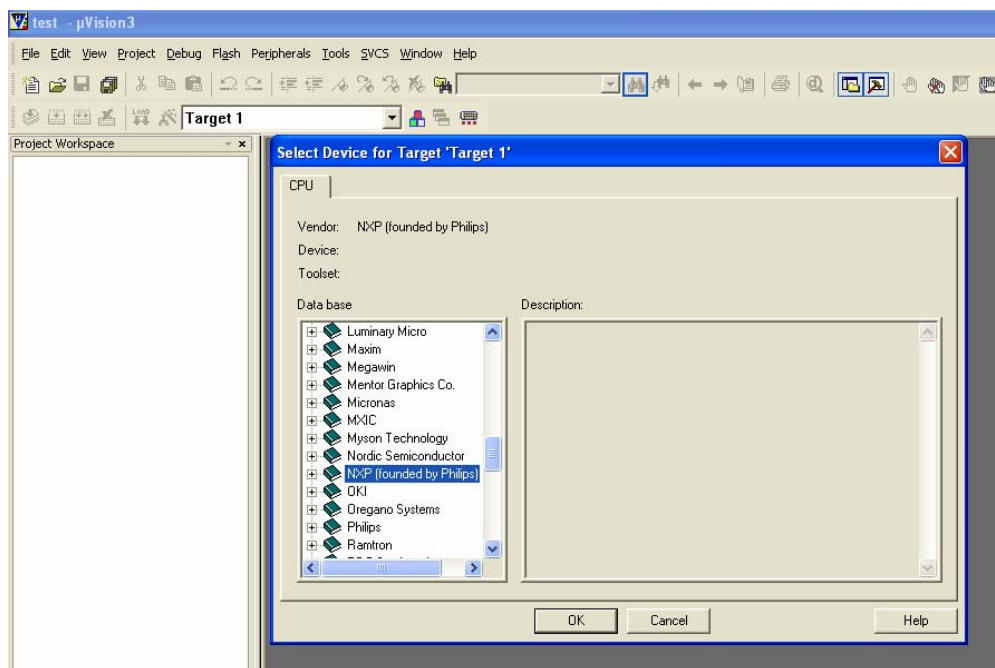 test - µVision3
File Edit View Project Debug Flash Peripherals Tools SVCS Window Help
LOAD
Target 1
Project Workspace
Select Device for Target 'Target 1'
CPU
Vendor: NXP (founded by Philips)
Device:
Toolset:
Data base
Description:
Luminary Micro
Maxim
Megawin
Mentor Graphics Co.
Micronas
MXIC
Myson Technology
Nordic Semiconductor
NXP (founded by Philips)
OKI
Oregano Systems
Philips
Ramtron
OK Cancel Help